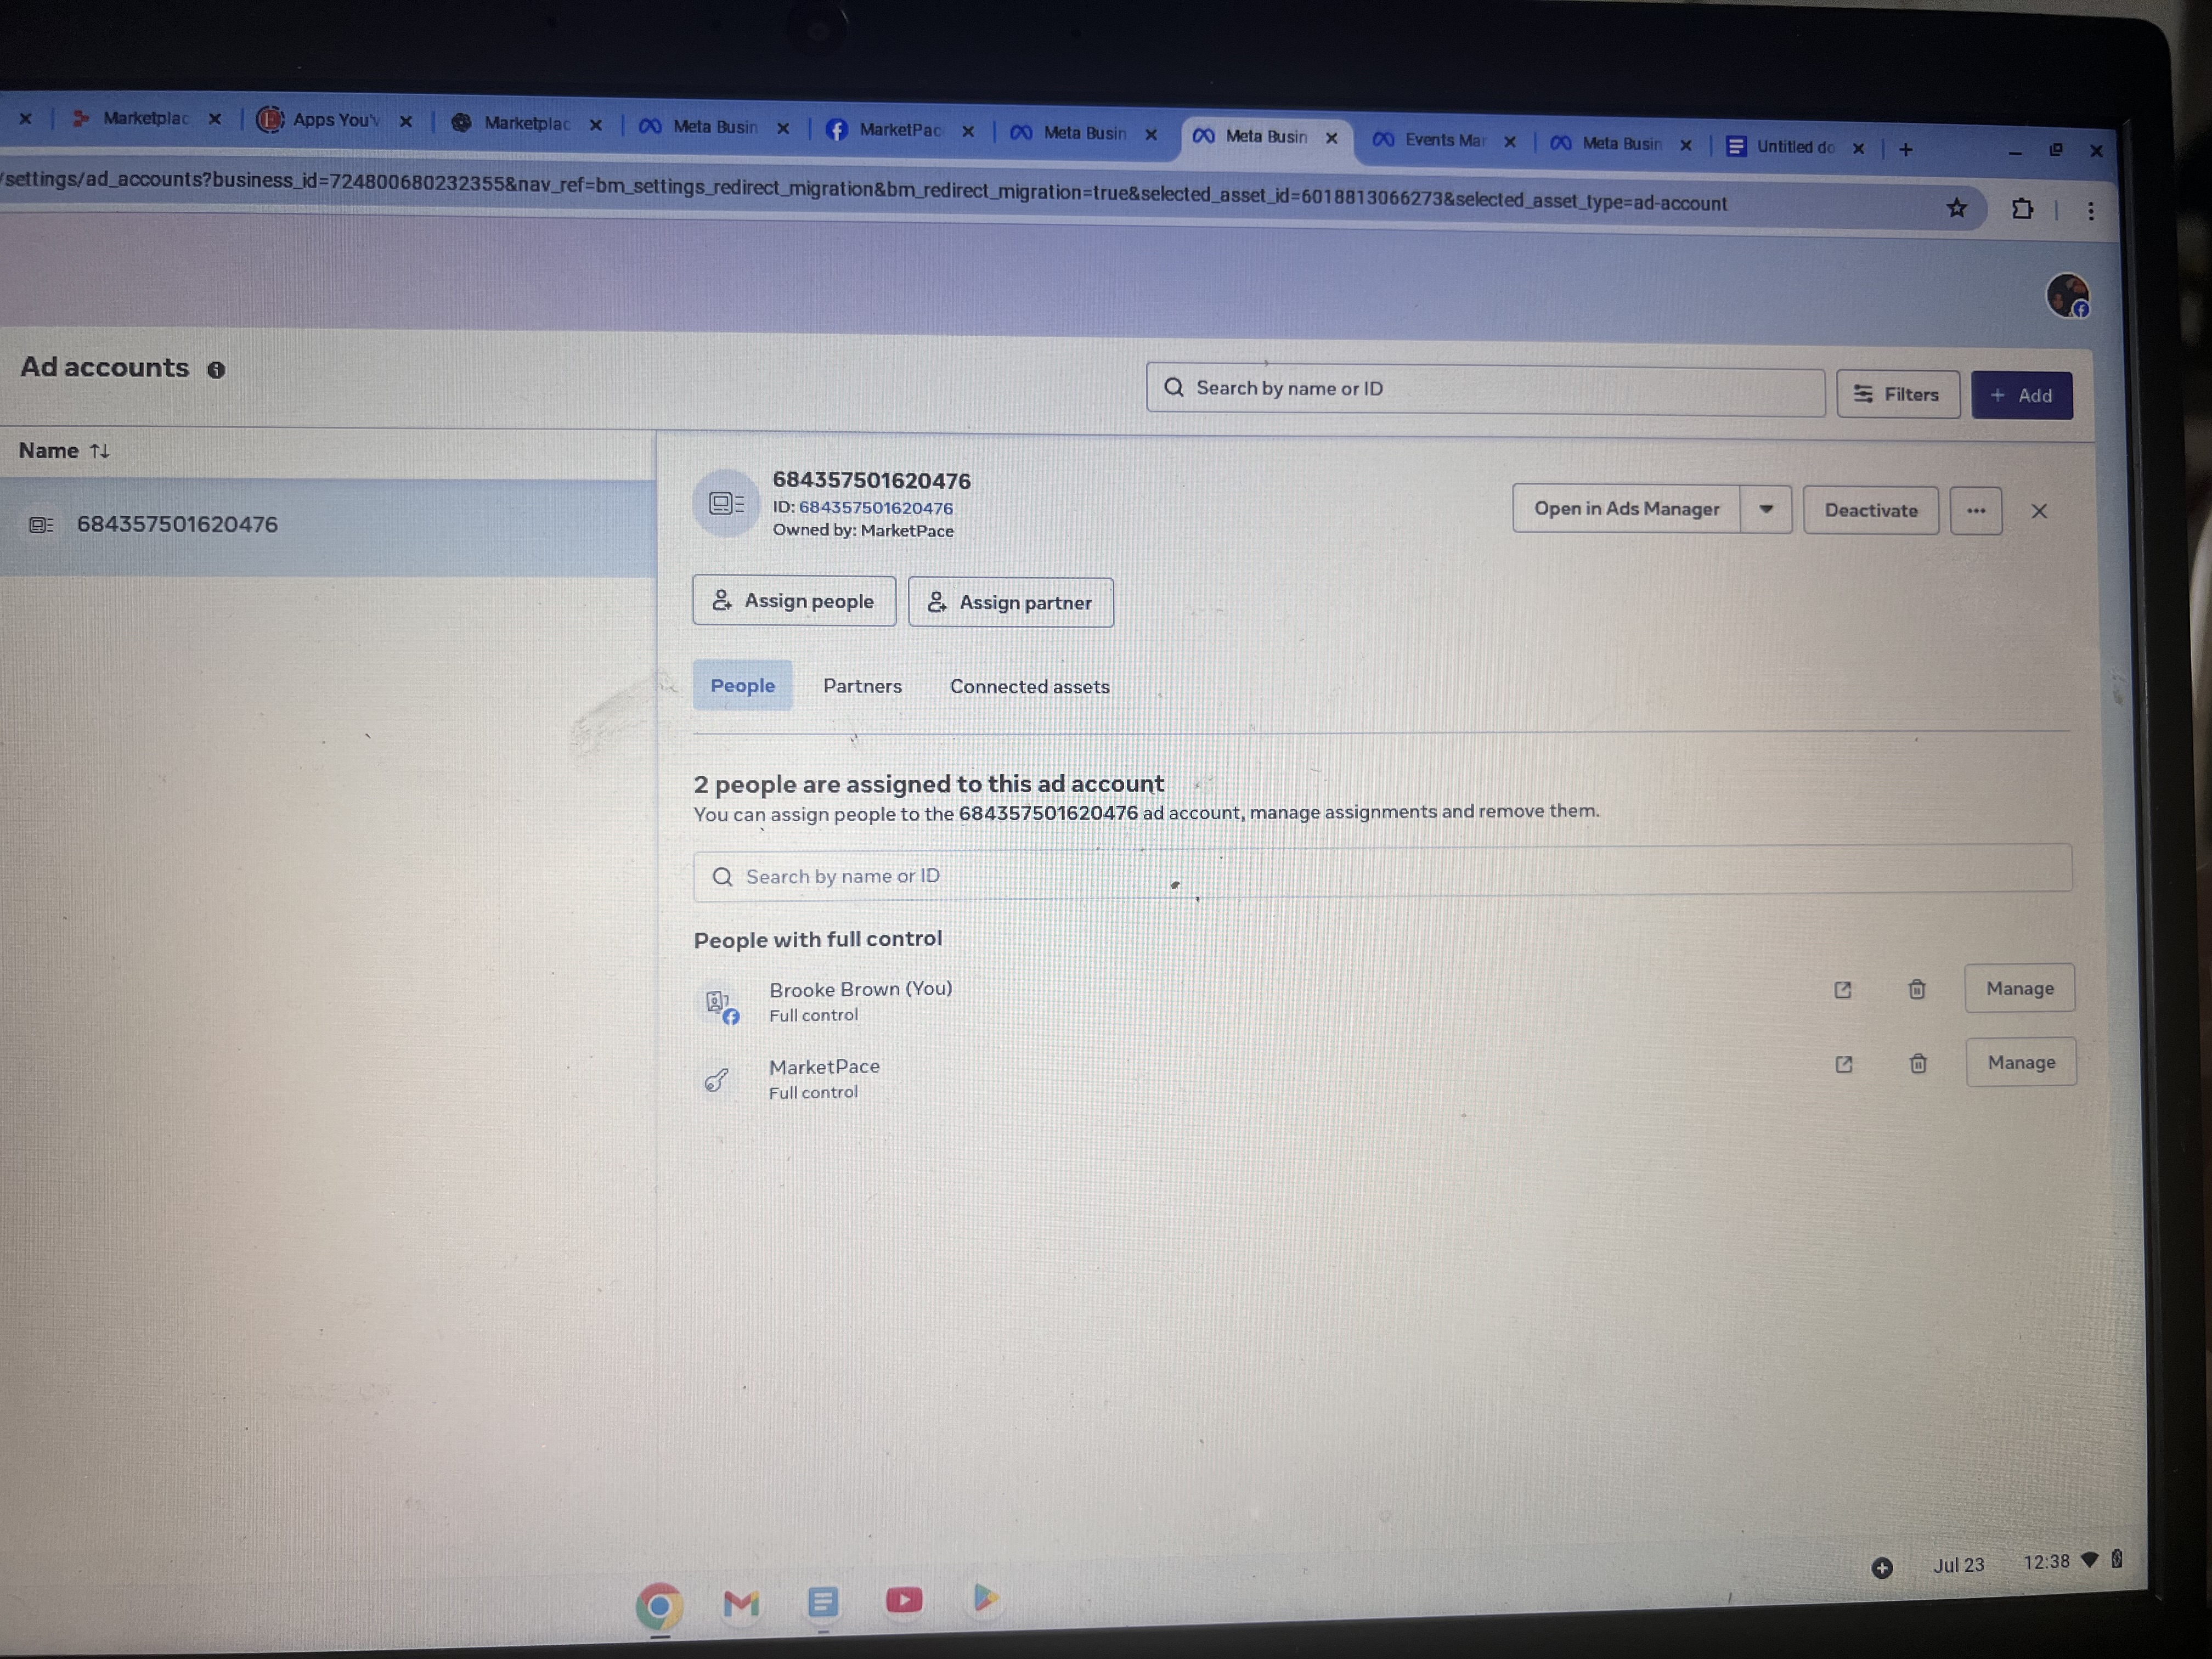 Marketplac
Apps You'v
Marketplac
Meta Busin
MarketPac
Meta Busin
Meta Busin
Events Mar
Meta Busin
Untitled do
/settings/ad_accounts?business_id=724800680232355&nav_ref=bm_settings_redirect_migration&bm_redirect_migration=true&selected_asset_id=6018813066273&selected_asset_type=ad-account
Ad accounts
Search by name or ID
Filters
+ Add
Name
684357501620476
684357501620476
ID: 684357501620476
Owned by: MarketPace
Open in Ads Manager
Deactivate
Assign people
Assign partner
People
Partners
Connected assets
2 people are assigned to this ad account
You can assign people to the 684357501620476 ad account, manage assignments and remove them.
Search by name or ID
People with full control
Brooke Brown (You)
Full control
Manage
MarketPace
Full control
Manage
Jul 23
12:38